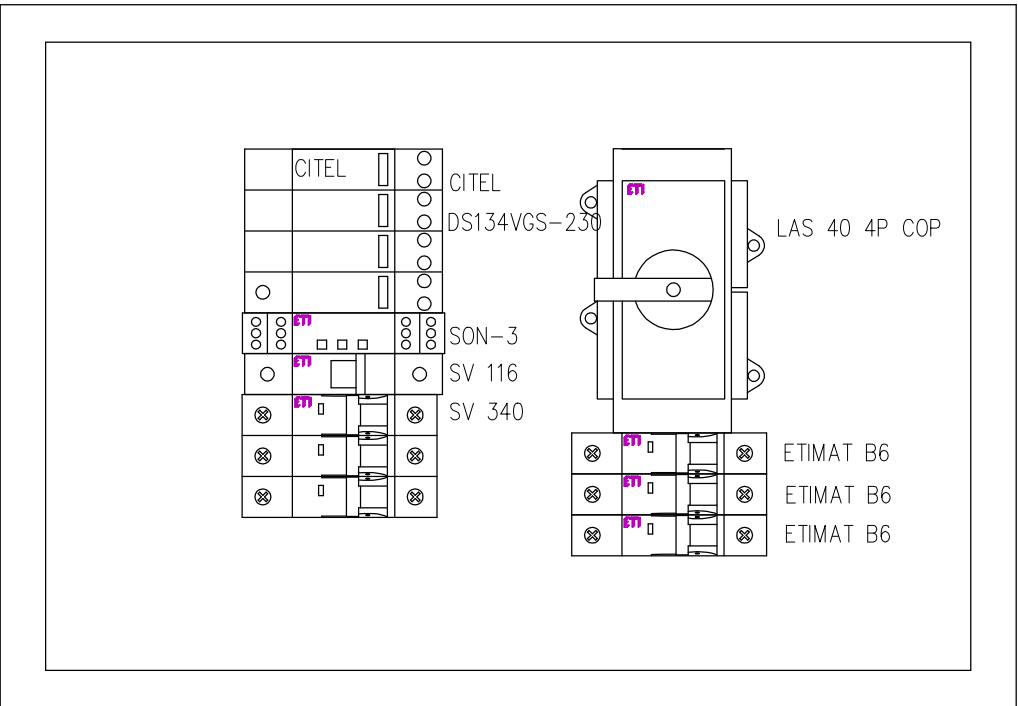 CITEL
CITEL
DS134VGS-230
ETI
SON-3
ETI
SV 116
ETI
SV 340
ETI
LAS 40 4P COP
ETI
ETIMAT B6
ETI
ETIMAT B6
ETI
ETIMAT B6